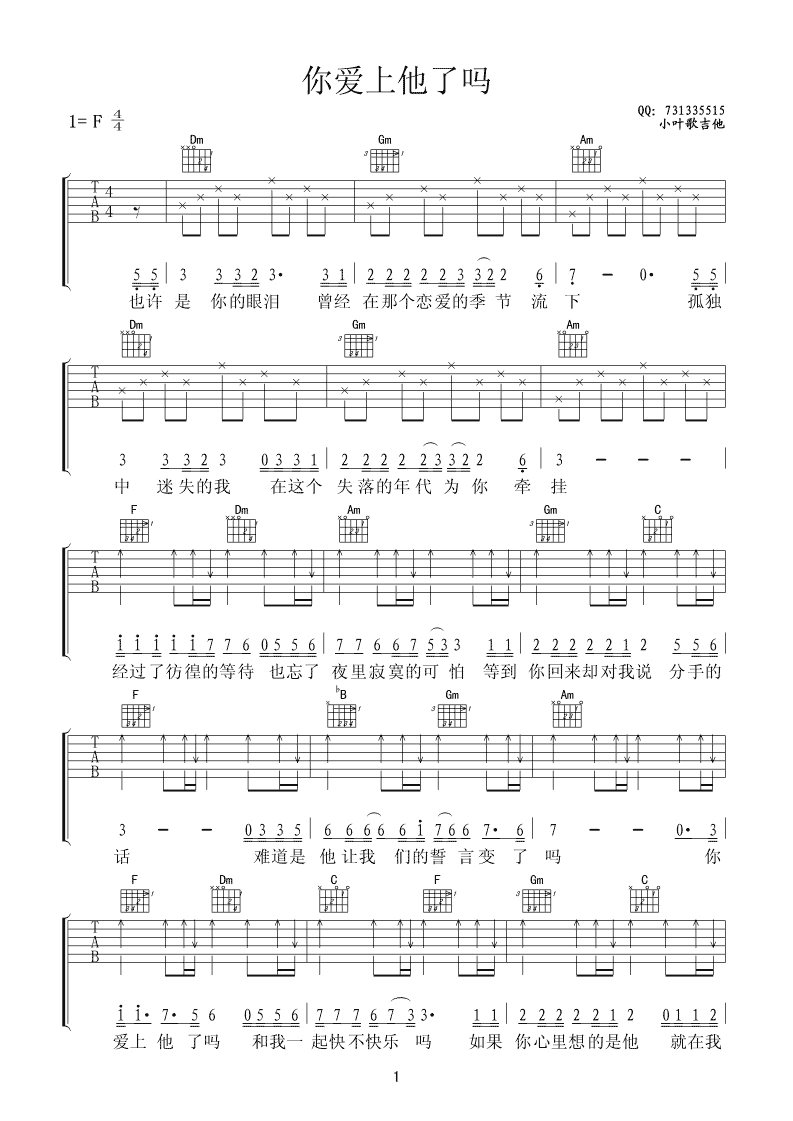 你爱上他了吗
1= F 4/4
QQ: 731335515
小叶歌吉他
Dm Gm Am
5 5 | 3 3 3 2 3· 3 1 | 2 2 2 2 2 3 3 2 2 6 | 7 - 0· 5 5
也许 是 你的眼泪 曾经 在那个恋爱的季 节 流 下 孤独
Dm Gm Am
3 3 3 2 3 0 3 3 1 | 2 2 2 2 2 3 3 2 2 6 | 3 - - -
中 迷失的我 在这个 失落的年代 为你 牵 挂
F Dm Am Gm C
1 1 1 1 7 7 6 0 5 5 6 | 7 7 6 6 7 5 3 3 1 1 | 2 2 2 2 2 1 2 5 5 6
经过了彷徨的等待 也忘了 夜里寂寞的可 怕 等到 你回来却对我说 分手的
F ♭B Gm Am
3 - - 0 3 3 5 | 6 6 6 6 6 6 1 7 6 6 7· 6 | 7 - - 0· 3
话 难道是 他让我 们的誓 言变 了 吗 你
F Dm C F Gm C
1 1· 7· 5 6 0 5 5 6 | 7 7 7 6 7 3 3· 1 1 | 2 2 2 2 2 1 2 0 1 1 2
爱上 他 了吗 和我一 起快不快乐 吗 如果 你心里想的是他 就在我
1